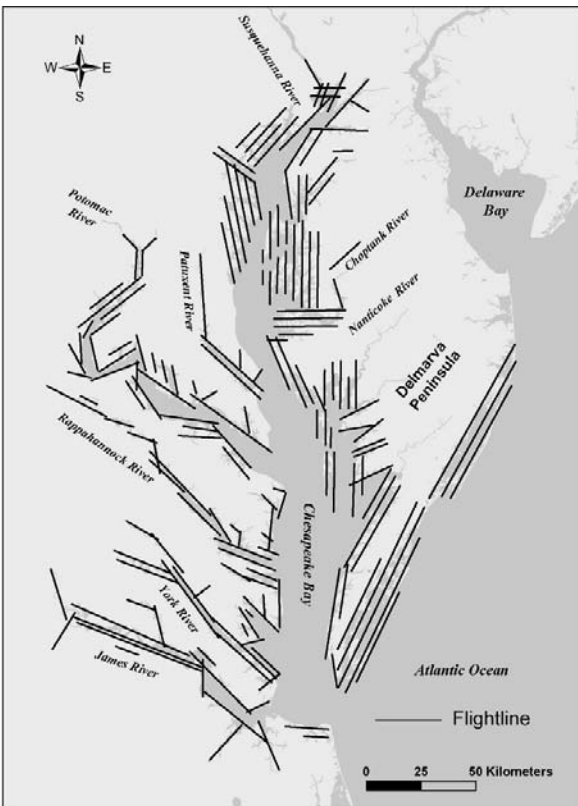 N
W E
S
Susquehanna River
Potomac
River
Delaware
Bay
Choptank River
Patuxent River
Nanticoke River
Delmarva
Peninsula
Rappahannock River
Chesapeake Bay
York River
James River
Atlantic Ocean
Flightline
0 25 50 Kilometers